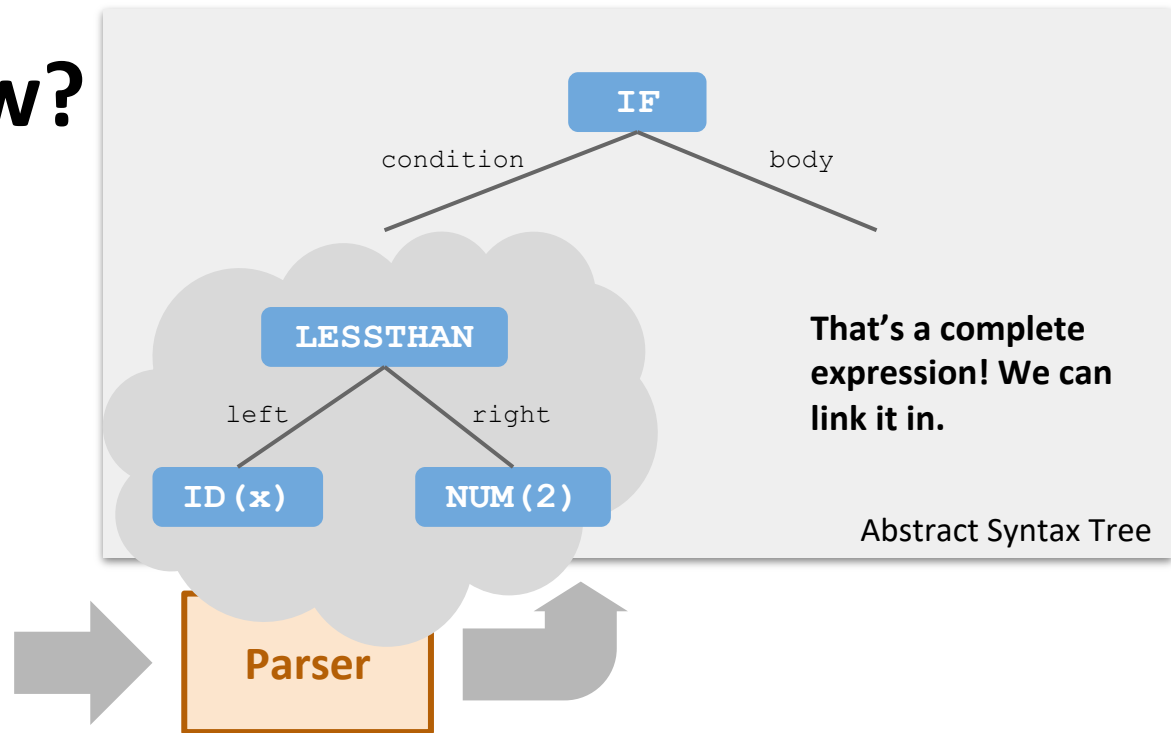 w?
IF
condition
body
LESSTHAN
left
right
ID(x)
NUM(2)
That’s a complete
expression! We can
link it in.
Abstract Syntax Tree
Parser